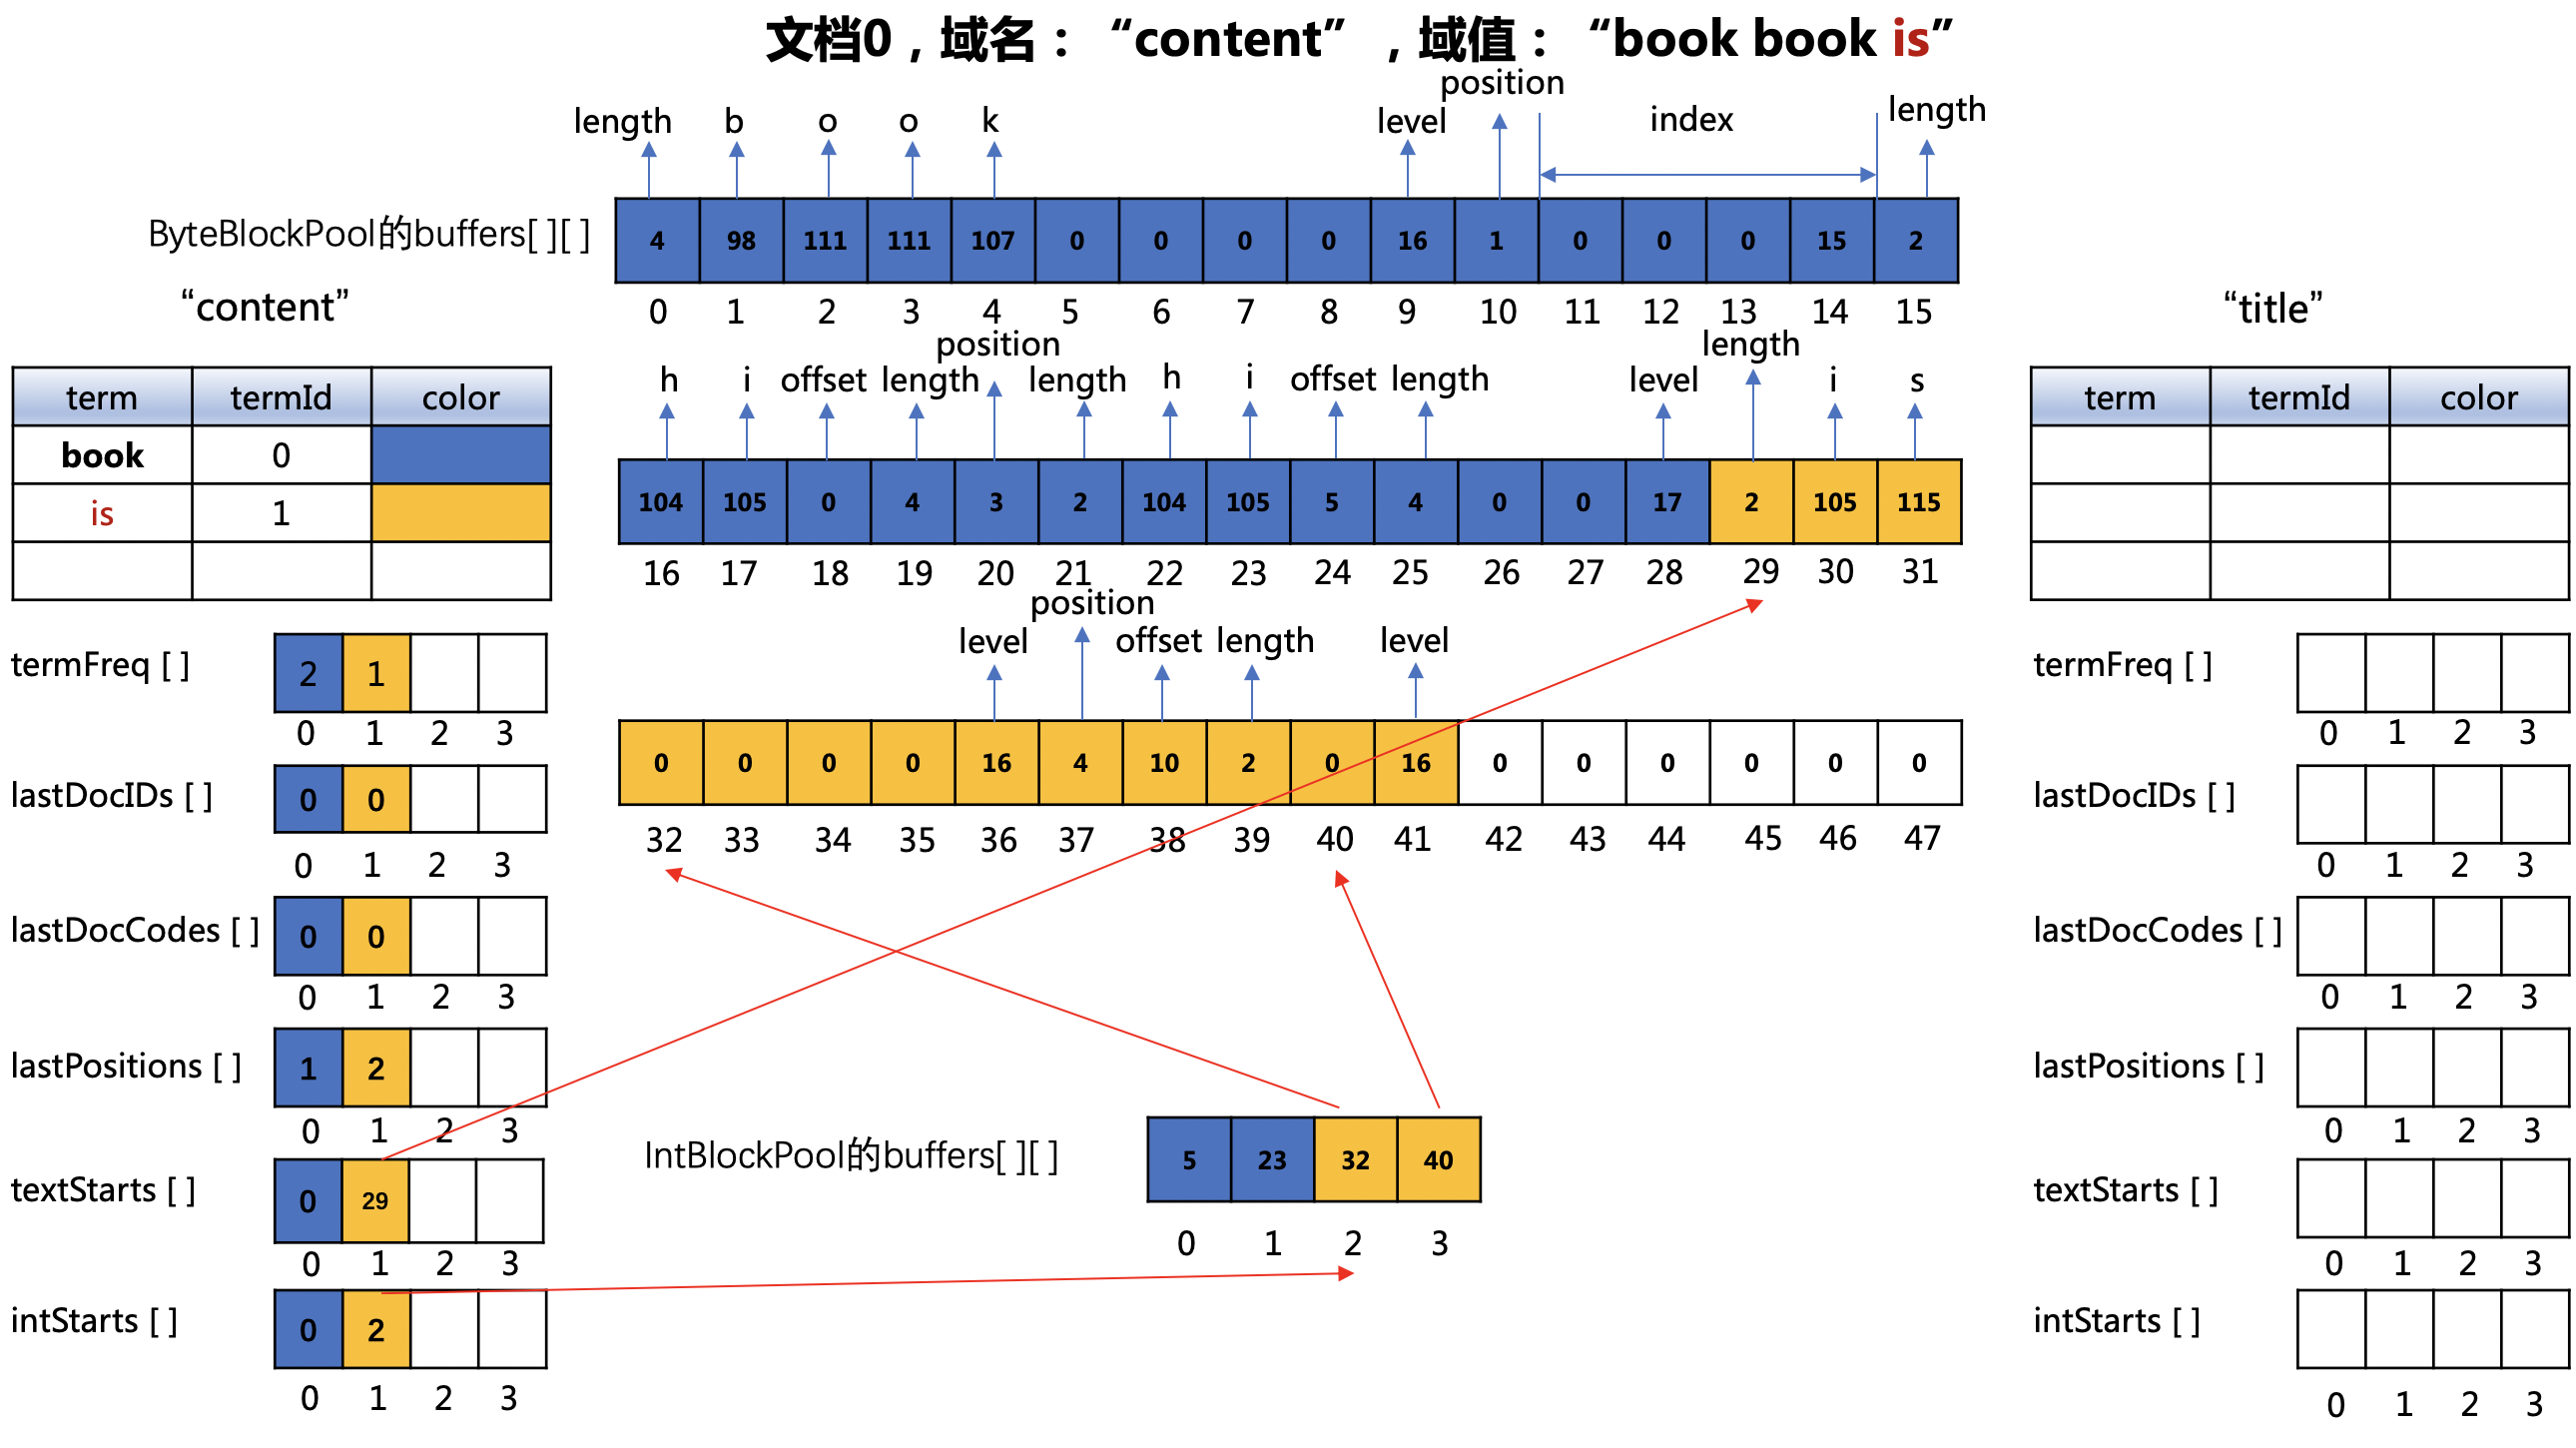 文档0，域名：“content”，域值：“book book is”
position
length b o o k level index length
ByteBlockPool的buffers[ ][ ]
4 98 111 111 107 0 0 0 0 16 1 0 0 0 15 2
0 1 2 3 4 5 6 7 8 9 10 11 12 13 14 15
“content”
“title”
position length
h i offset length length h i offset length level i s
104 105 0 4 3 2 104 105 5 4 0 0 17 2 105 115
16 17 18 19 20 21 22 23 24 25 26 27 28 29 30 31
term termId color
book 0
is 1
term termId color
position
level offset length level
0 0 0 0 16 4 10 2 0 16 0 0 0 0 0 0
32 33 34 35 36 37 38 39 40 41 42 43 44 45 46 47
termFreq [ ] 2 1
0 1 2 3
lastDocIDs [ ] 0 0
0 1 2 3
lastDocCodes [ ] 0 0
0 1 2 3
lastPositions [ ] 1 2
0 1 2 3
textStarts [ ] 0 29
0 1 2 3
intStarts [ ] 0 2
0 1 2 3
IntBlockPool的buffers[ ][ ] 5 23 32 40
0 1 2 3
termFreq [ ]
0 1 2 3
lastDocIDs [ ]
0 1 2 3
lastDocCodes [ ]
0 1 2 3
lastPositions [ ]
0 1 2 3
textStarts [ ]
0 1 2 3
intStarts [ ]
0 1 2 3